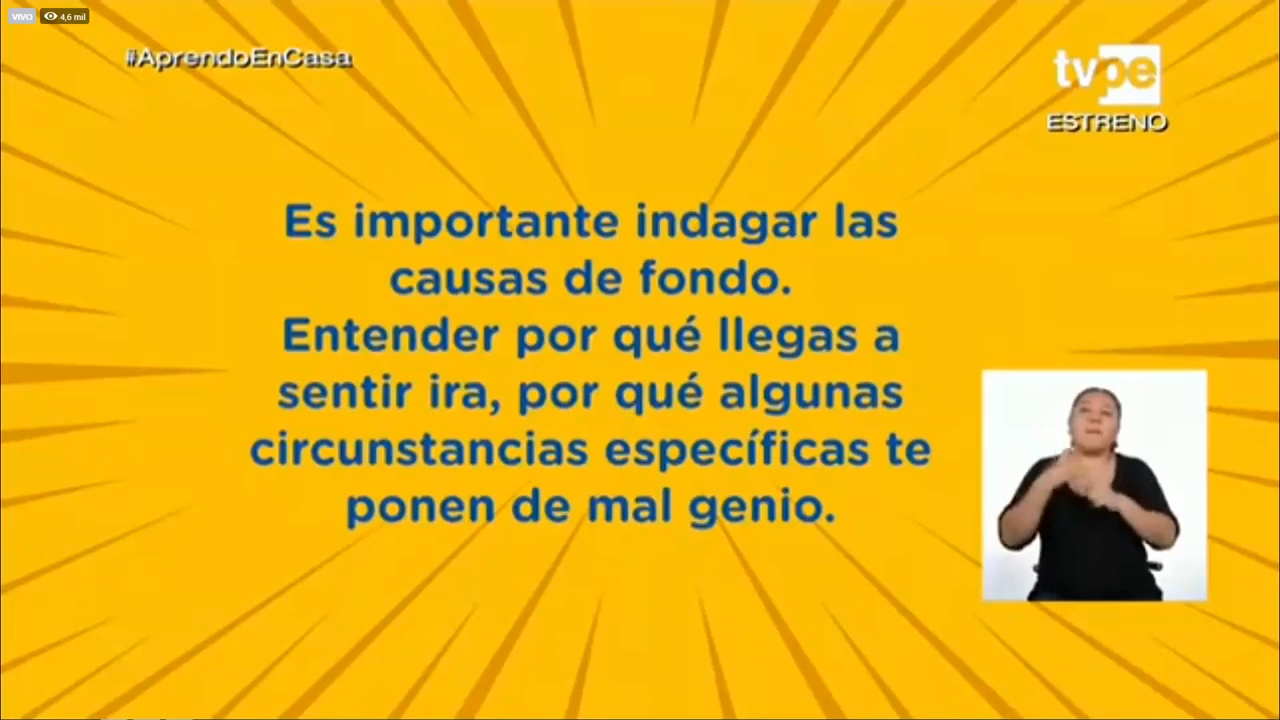 VIVO 4,6 mil
#AprendoEnCasa
tvpe
ESTRENO
Es importante indagar las
causas de fondo.
Entender por qué llegas a
sentir ira, por qué algunas
circunstancias específicas te
ponen de mal genio.